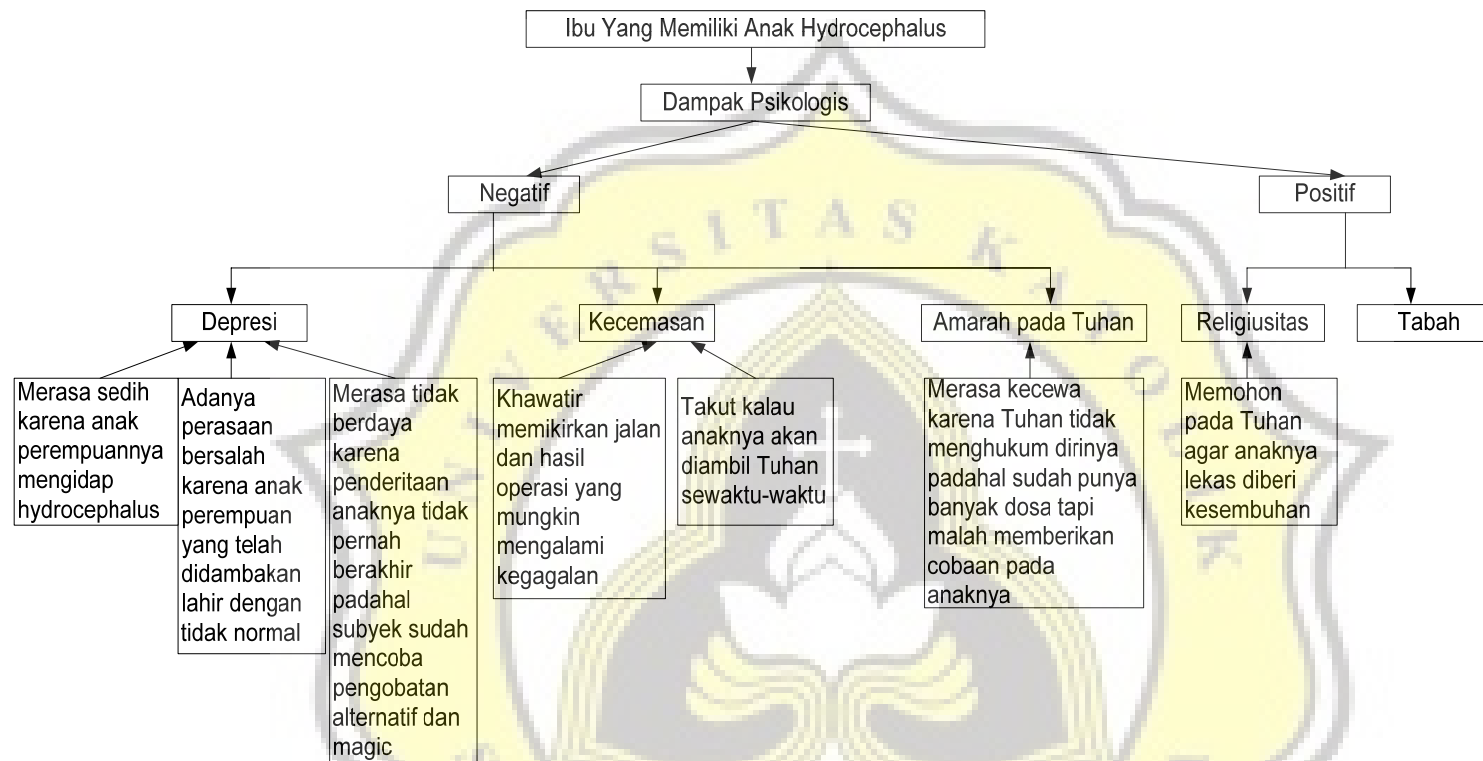 Ibu Yang Memiliki Anak Hydrocephalus
Dampak Psikologis
Negatif
Positif
UNIVERSITAS KATOLIK
Depresi
Kecemasan
Amarah pada Tuhan
Religiusitas
Tabah
Merasa sedih
karena anak
perempuannya
mengidap
hydrocephalus
Adanya
perasaan
bersalah
karena anak
perempuan
yang telah
didambakan
lahir dengan
tidak normal
Merasa tidak
berdaya
karena
penderitaan
anaknya tidak
pernah
berakhir
padahal
subyek sudah
mencoba
pengobatan
alternatif dan
magic
Khawatir
memikirkan jalan
dan hasil
operasi yang
mungkin
mengalami
kegagalan
Takut kalau
anaknya akan
diambil Tuhan
sewaktu-waktu
Merasa kecewa
karena Tuhan tidak
menghukum dirinya
padahal sudah punya
banyak dosa tapi
malah memberikan
cobaan pada
anaknya
Memohon
pada Tuhan
agar anaknya
lekas diberi
kesembuhan